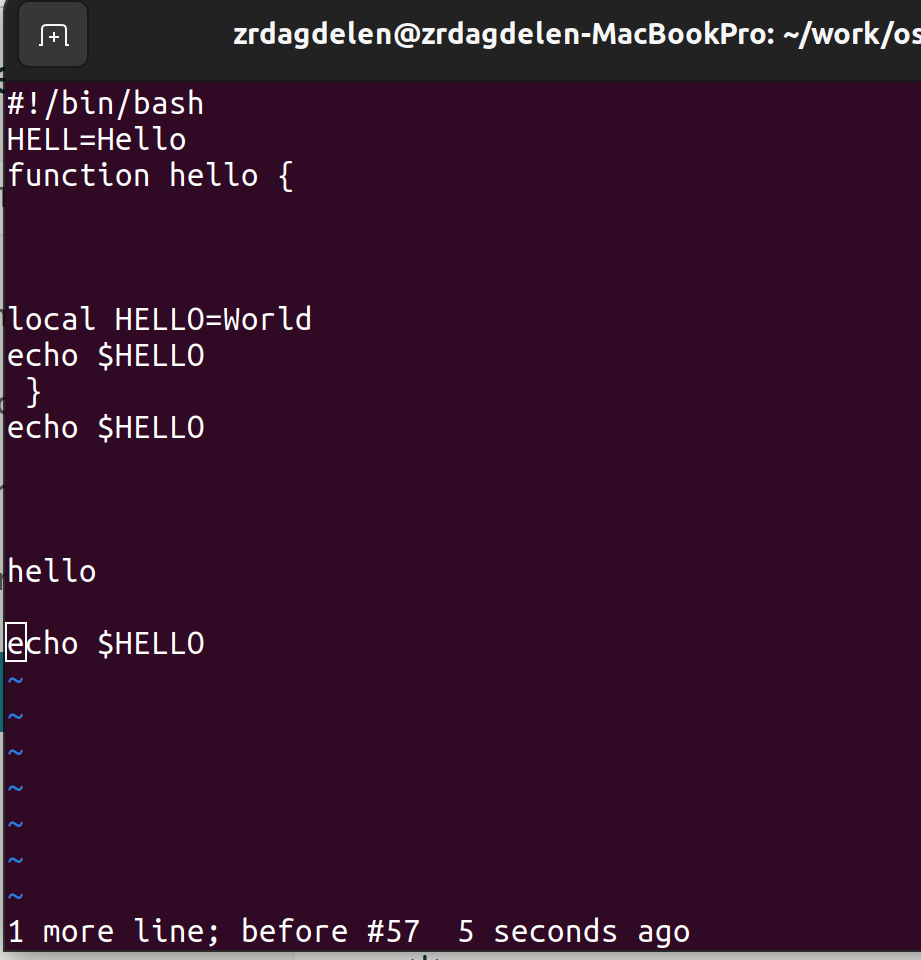 zrdagdelen@zrdagdelen-MacBookPro: ~/work/os
#!/bin/bash
HELL=Hello
function hello {
local HELLO=World
echo $HELLO
 }
echo $HELLO
hello
echo $HELLO
~
~
~
~
~
~
~
1 more line; before #57  5 seconds ago